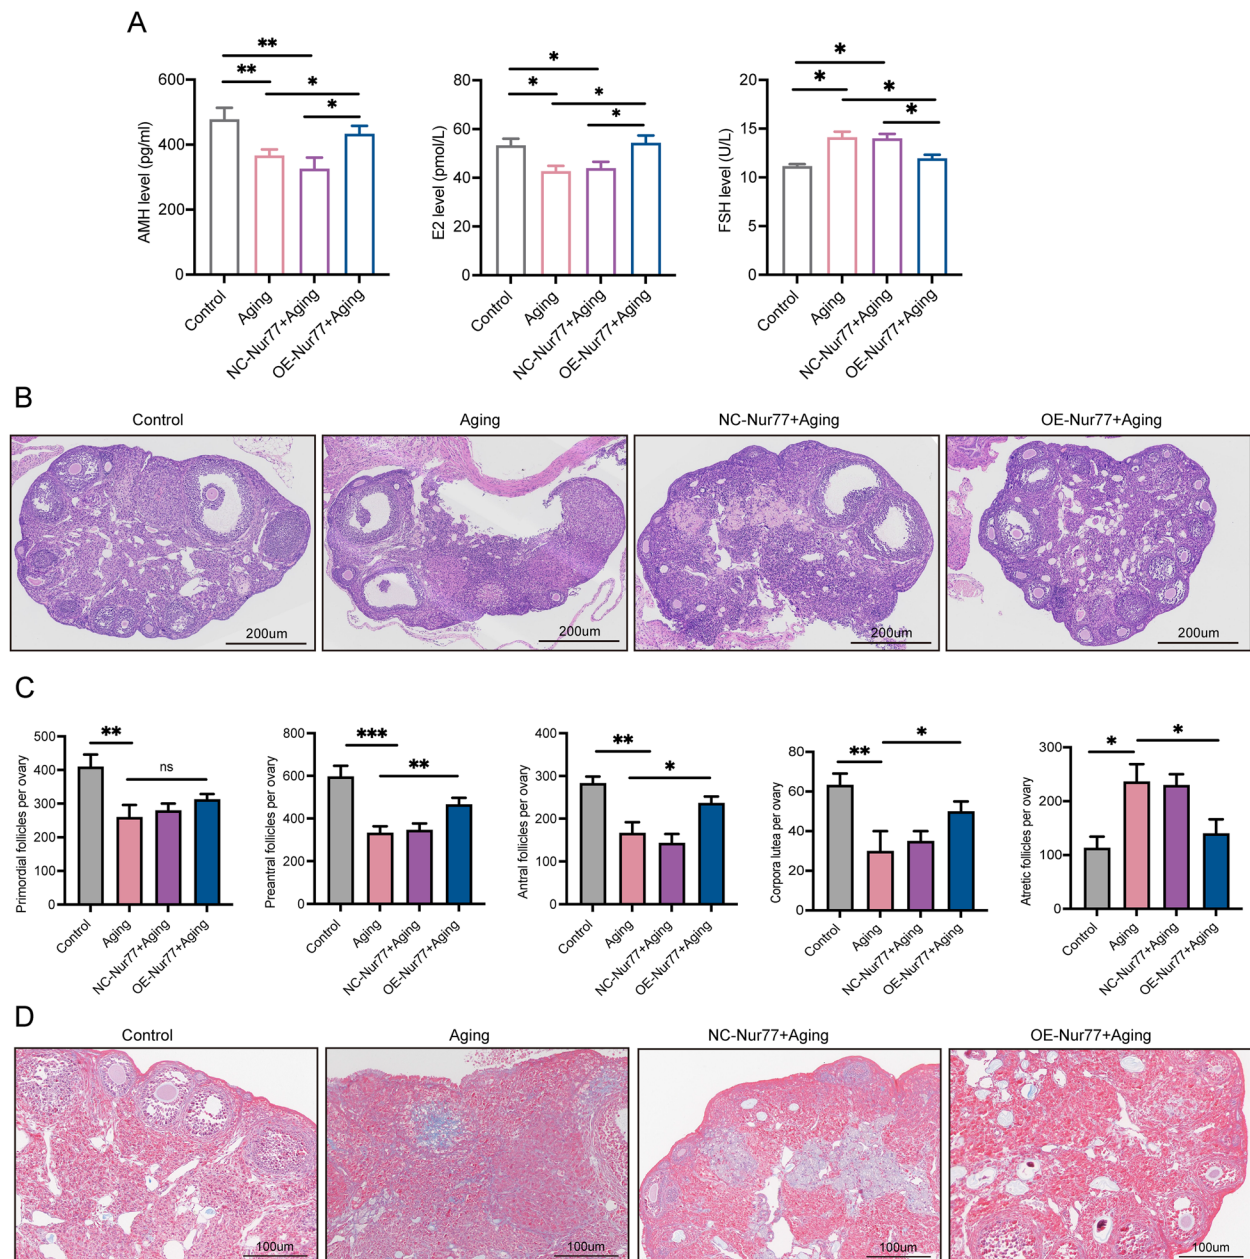 A
** ** * *
AMH level (pg/ml)
600
400
200
0
Control
Aging
NC-Nur77+Aging
OE-Nur77+Aging
* * * *
E2 level (pmol/L)
80
60
40
20
0
Control
Aging
NC-Nur77+Aging
OE-Nur77+Aging
* * * *
FSH level (U/L)
20
15
10
5
0
Control
Aging
NC-Nur77+Aging
OE-Nur77+Aging
B
Control
Aging
NC-Nur77+Aging
OE-Nur77+Aging
200um
200um
200um
200um
C
** ns
Primordial follicles per ovary
500
400
300
200
100
0
Control
Aging
NC-Nur77+Aging
OE-Nur77+Aging
*** **
Preantral follicles per ovary
800
600
400
200
0
Control
Aging
NC-Nur77+Aging
OE-Nur77+Aging
** *
Antral follicles per ovary
400
300
200
100
0
Control
Aging
NC-Nur77+Aging
OE-Nur77+Aging
** *
Corpora lutea per ovary
80
60
40
20
0
Control
Aging
NC-Nur77+Aging
OE-Nur77+Aging
* *
Atretic follicles per ovary
300
200
100
0
Control
Aging
NC-Nur77+Aging
OE-Nur77+Aging
D
Control
Aging
NC-Nur77+Aging
OE-Nur77+Aging
100um
100um
100um
100um